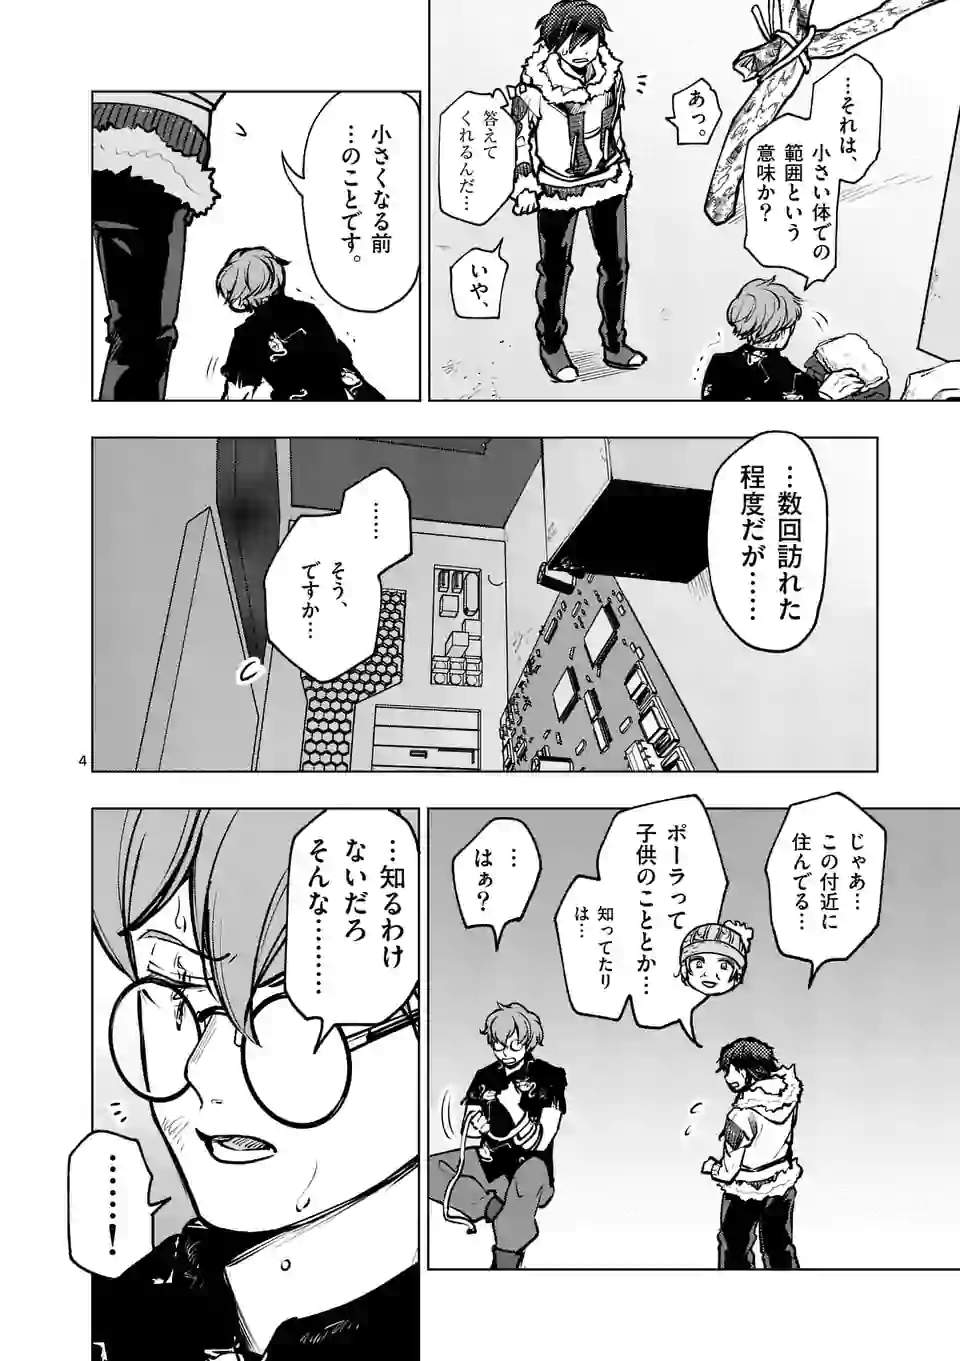 …それは、
小さい体での
範囲という
意味か？
あっ。
答えて
くれるんだ…
いや、
小さくなる前
…のことです。
…数回訪れた
程度だが……
……
そう、
ですか…
じゃあ…
この付近に
住んでる…
ポーラって
子供のこととか…
知ってたり
は…
…
はぁ？
…知るわけ
ないだろ
そんな………
………！
4